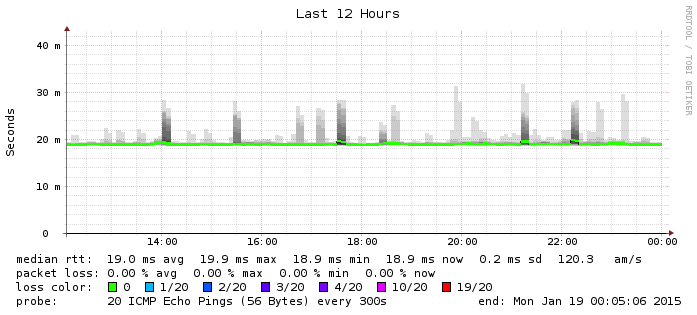 Last 12 Hours
RRDTOOL / TOBI OETIKER
Seconds
40 m
30 m
20 m
10 m
0
14:00 16:00 18:00 20:00 22:00 00:00
median rtt: 19.0 ms avg 19.9 ms max 18.9 ms min 18.9 ms now 0.2 ms sd 120.3 am/s
packet loss: 0.00 % avg 0.00 % max 0.00 % min 0.00 % now
loss color: 0 1/20 2/20 3/20 4/20 10/20 19/20
probe: 20 ICMP Echo Pings (56 Bytes) every 300s end: Mon Jan 19 00:05:06 2015